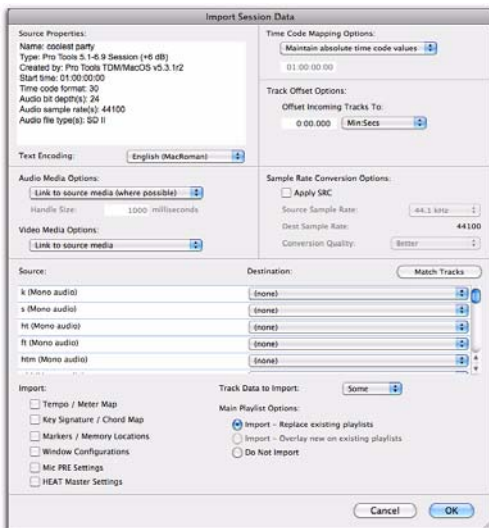 Import Session Data
Source Properties:
Name: coolest party
Type: Pro Tools 5.1-6.9 Session (+6 dB)
Created by: Pro Tools TDM/MacOS v5.3.1r2
Start time: 01:00:00:00
Time code format: 30
Audio bit depth(s): 24
Audio sample rate(s): 44100
Audio file type(s): SD II
Text Encoding: English (MacRoman)
Time Code Mapping Options:
Maintain absolute time code values
01:00:00:00
Track Offset Options:
Offset Incoming Tracks To:
0:00.000 Min:Secs
Audio Media Options:
Link to source media (where possible)
Handle Size: 1000 milliseconds
Video Media Options:
Link to source media
Sample Rate Conversion Options:
Apply SRC
Source Sample Rate: 44.1 kHz
Dest Sample Rate: 44100
Conversion Quality: Better
Source: Destination: Match Tracks
k (Mono audio) (none)
s (Mono audio) (none)
ht (Mono audio) (none)
ft (Mono audio) (none)
htm (Mono audio) (none)
Import:
Tempo / Meter Map
Key Signature / Chord Map
Markers / Memory Locations
Window Configurations
Mic PRE Settings
HEAT Master Settings
Track Data to Import: Some
Main Playlist Options:
Import - Replace existing playlists
Import - Overlay new on existing playlists
Do Not Import
Cancel OK